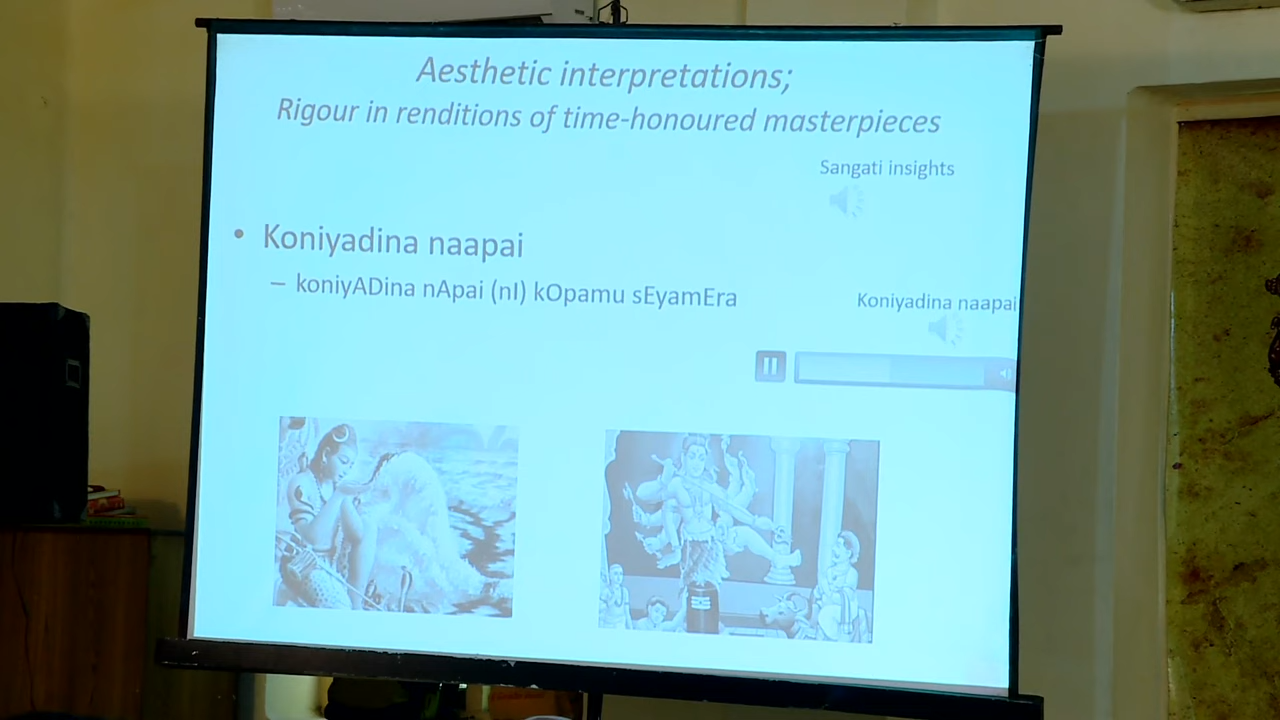 Aesthetic interpretations;
Rigour in renditions of time-honoured masterpieces
Sangati insights
• Koniyadina naapai
– koniyADina nApai (nI) kOpamu sEyamEra
Koniyadina naapai